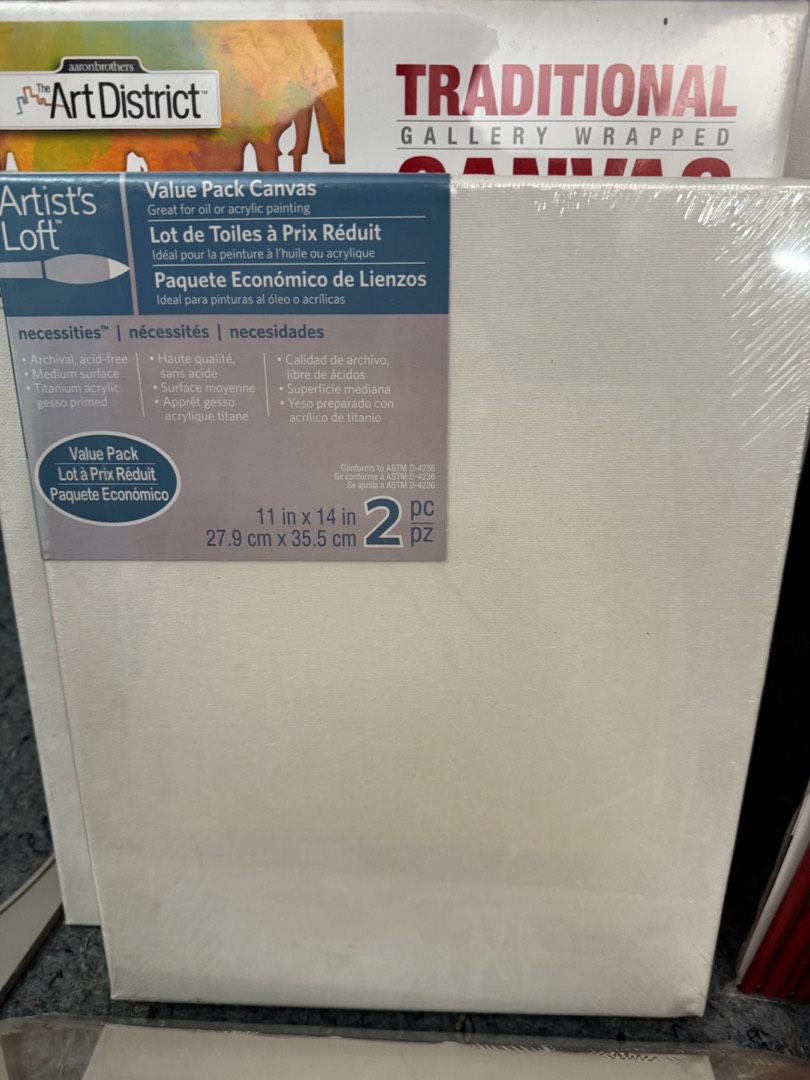 aaronbrothers
The Art District™
TRADITIONAL
GALLERY WRAPPED
CANVAS
Artist's
Loft™
Value Pack Canvas
Great for oil or acrylic painting
Lot de Toiles à Prix Réduit
Idéal pour la peinture à l'huile ou acrylique
Paquete Económico de Lienzos
Ideal para pinturas al óleo o acrílicas
necessities™ | nécessités | necesidades
• Archival, acid-free
• Medium surface
• Titanium acrylic
gesso primed
• Haute qualité,
sans acide
• Surface moyenne
• Apprêt gesso
acrylique titane
• Calidad de archivo,
libre de ácidos
• Superficie mediana
• Yeso preparado con
acrílico de titanio
Value Pack
Lot à Prix Réduit
Paquete Económico
Conforms to ASTM D-4236
Se conforme à ASTM D-4236
Se ajusta a ASTM D-4236
11 in x 14 in
27.9 cm x 35.5 cm
2 pc
pz